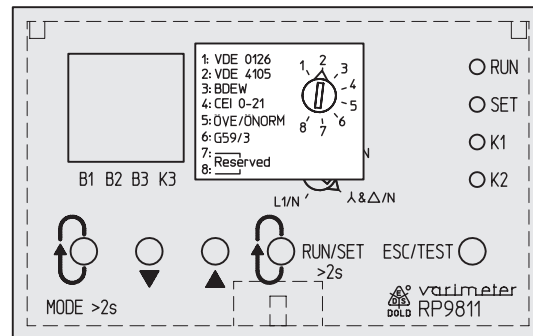 1: VDE 0126
2: VDE 4105
3: BDEW
4: CEI 0-21
5: ÖVE/ÖNORM
6: G59/3
7:
Reserved
8:
1 2 3 4 5 6 7 8
RUN
SET
K1
K2
B1 B2 B3 K3
N
L1/N
⅄&△/N
RUN/SET
>2s
ESC/TEST
MODE >2s
DOLD
varimeter
RP9811